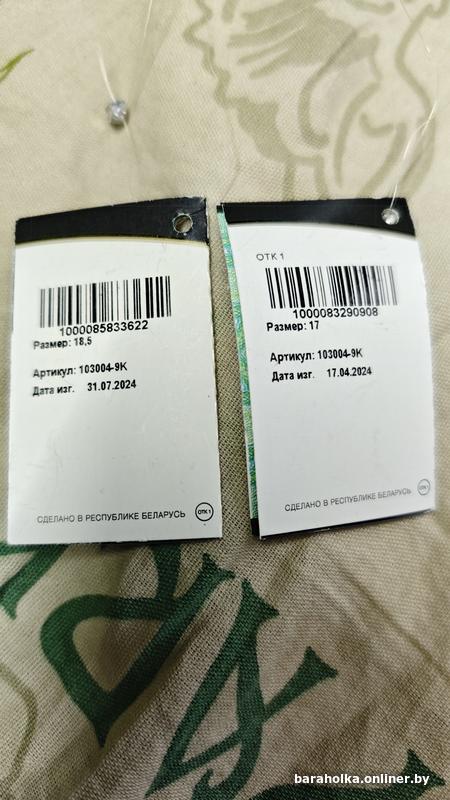 1000085833622
Размер: 18,5
Артикул: 103004-9К
Дата изг. 31.07.2024
СДЕЛАНО В РЕСПУБЛИКЕ БЕЛАРУСЬ ОТК 1
ОТК 1
1000083290908
Размер: 17
Артикул: 103004-9К
Дата изг. 17.04.2024
СДЕЛАНО В РЕСПУБЛИКЕ БЕЛАРУСЬ ОТК 1
baraholka.onliner.by